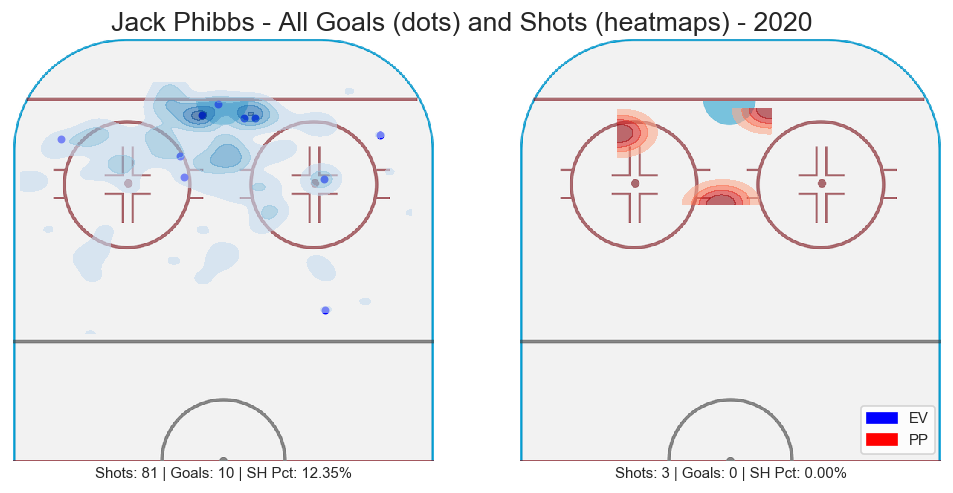 Jack Phibbs - All Goals (dots) and Shots (heatmaps) - 2020
EV
PP
Shots: 81 | Goals: 10 | SH Pct: 12.35%
Shots: 3 | Goals: 0 | SH Pct: 0.00%